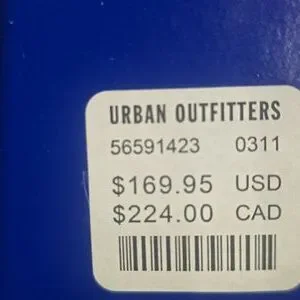 URBAN OUTFITTERS
56591423 0311
$169.95 USD
$224.00 CAD